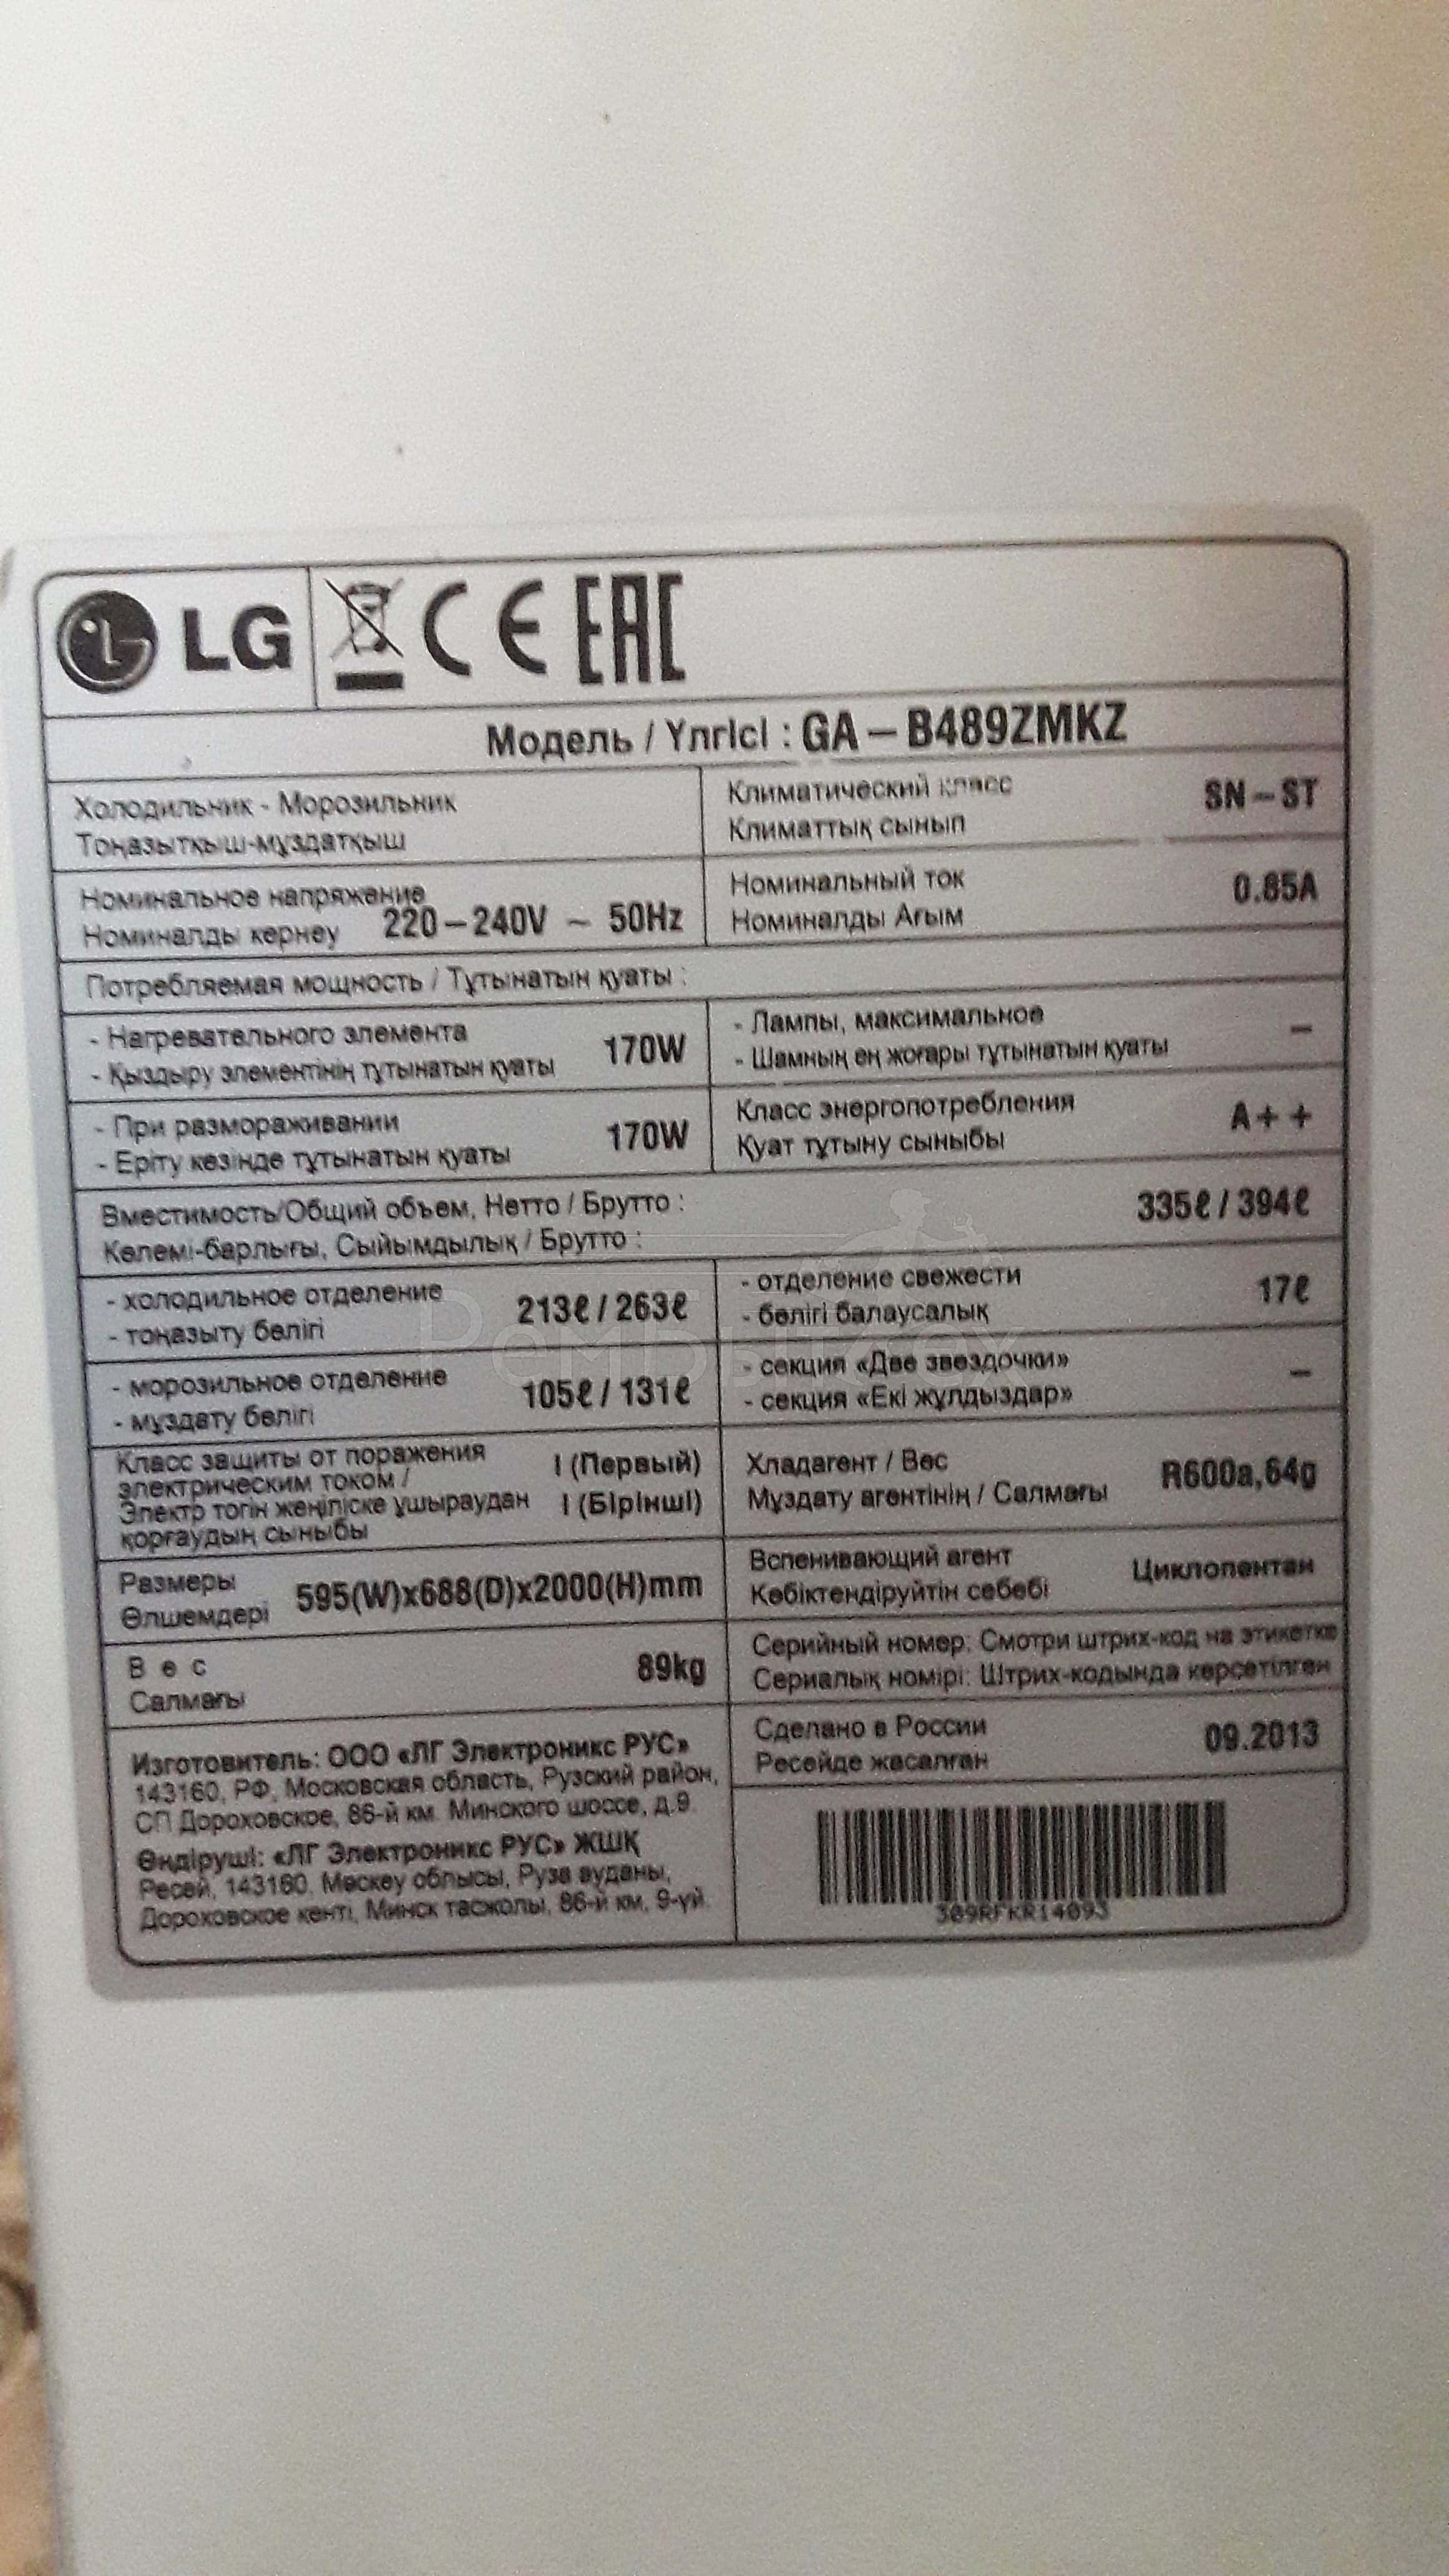 LG CE EAC
Модель / Үлгісі : GA – B489ZMKZ
Холодильник - Морозильник
Тоңазытқыш-мұздатқыш
Климатический класс
Климаттық сынып
SN – ST
Номинальное напряжение
Номиналды кернеу 220 – 240V ~ 50Hz
Номинальный ток
Номиналды Ағым
0.85A
Потребляемая мощность / Тұтынатын қуаты :
- Нагревательного элемента
- Қыздыру элементінің тұтынатын қуаты
170W
- Лампы, максимальное
- Шамның ең жоғары тұтынатын қуаты
–
- При размораживании
- Еріту кезінде тұтынатын қуаты
170W
Класс энергопотребления
Қуат тұтыну сыныбы
A + +
Вместимость/Общий объем, Нетто / Брутто :
Көлемі-барлығы, Сыйымдылық / Брутто :
335ℓ / 394ℓ
- холодильное отделение
- тоңазыту бөлігі
213ℓ / 263ℓ
- отделение свежести
- бөлігі балаусалық
17ℓ
- морозильное отделение
- мұздату бөлігі
105ℓ / 131ℓ
- секция «Две звездочки»
- секция «Екі жұлдыздар»
–
Класс защиты от поражения
электрическим током /
Электр тогін жеңіліске ұшыраудан
қорғаудың сыныбы
I (Первый)
I (Бірінші)
Хладагент / Вес
Мұздату агентінің / Салмағы
R600a,64g
Размеры
Өлшемдері
595(W)x688(D)x2000(H)mm
Вспенивающий агент
Көбіктендіруйтін себебі
Циклопентан
В е с
Салмағы
89kg
Серийный номер: Смотри штрих-код на этикетке
Сериалық номірі: Штрих-кодында көрсетілген
Изготовитель: ООО «ЛГ Электроникс РУС»
143160, РФ, Московская область, Рузский район,
СП Дороховское, 86-й км. Минского шоссе, д.9.
Өндіруші: «ЛГ Электроникс РУС» ЖШҚ
Ресей, 143160. Мәскеу облысы, Руза ауданы,
Дороховское кенті, Минск тасжолы, 86-й км, 9-үй.
Сделано в России
Ресейде жасалған
09.2013
309RFKR14093